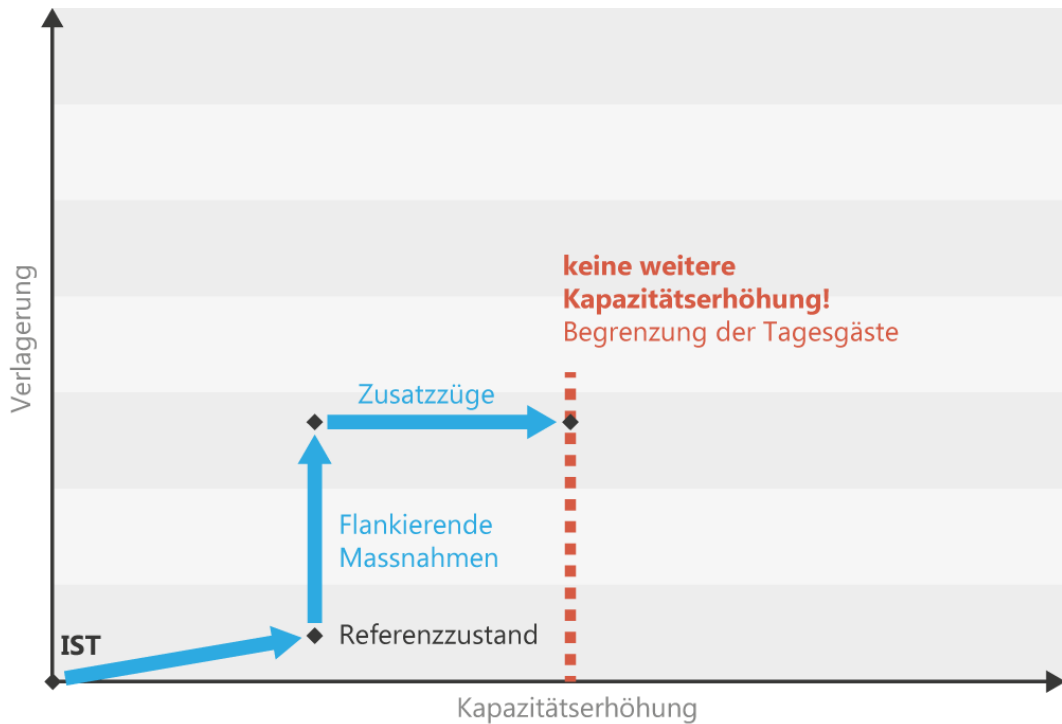 Verlagerung
keine weitere
Kapazitätserhöhung!
Begrenzung der Tagesgäste
Zusatzzüge
Flankierende
Massnahmen
Referenzzustand
IST
Kapazitätserhöhung